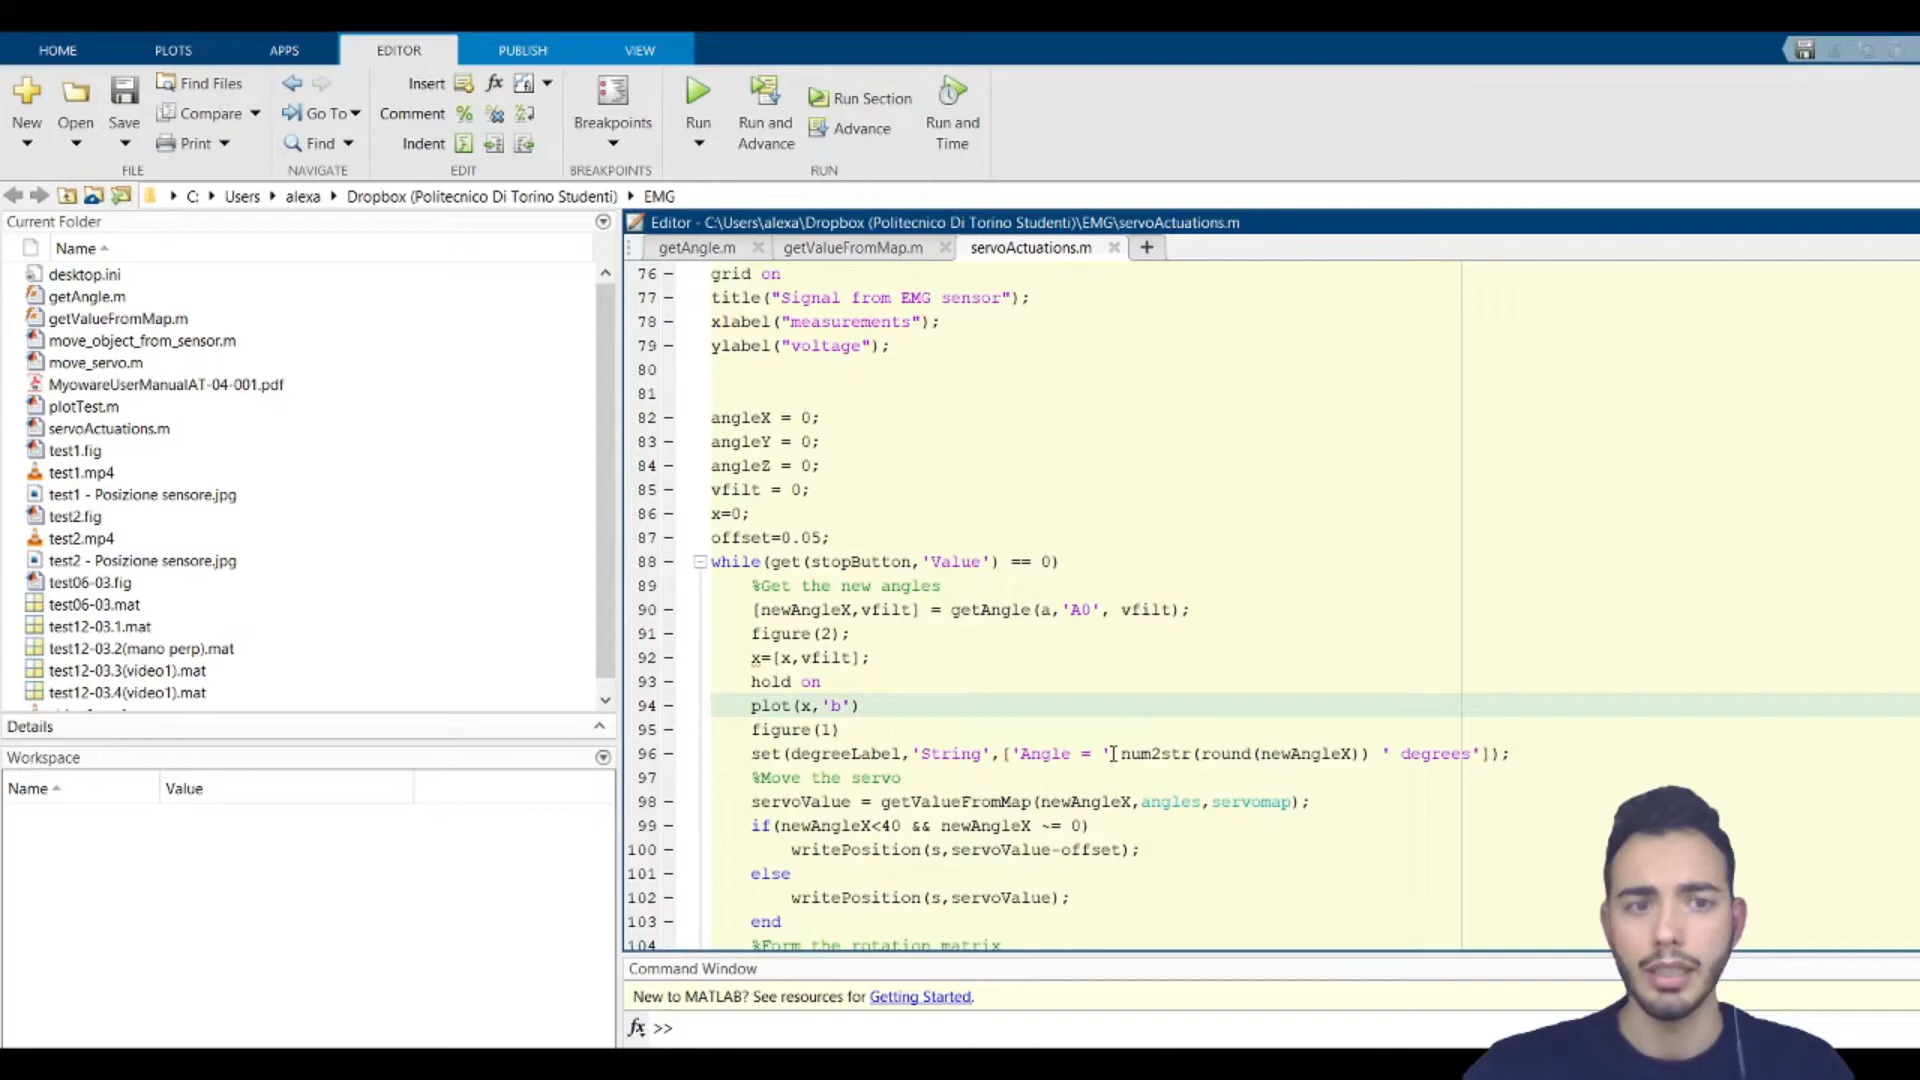 HOME PLOTS APPS EDITOR PUBLISH VIEW
New Open Save Find Files Compare Print
FILE
Go To Find
NAVIGATE
Insert fx
Comment
Indent
EDIT
Breakpoints
BREAKPOINTS
Run Run and Advance Run Section Advance Run and Time
RUN
C: Users alexa Dropbox (Politecnico Di Torino Studenti) EMG
Current Folder
Name
desktop.ini
getAngle.m
getValueFromMap.m
move_object_from_sensor.m
move_servo.m
MyowareUserManualAT-04-001.pdf
plotTest.m
servoActuations.m
test1.fig
test1.mp4
test1 - Posizione sensore.jpg
test2.fig
test2.mp4
test2 - Posizione sensore.jpg
test06-03.fig
test06-03.mat
test12-03.1.mat
test12-03.2(mano perp).mat
test12-03.3(video1).mat
test12-03.4(video1).mat
Details
Workspace
Name Value
Editor - C:\Users\alexa\Dropbox (Politecnico Di Torino Studenti)\EMG\servoActuations.m
getAngle.m getValueFromMap.m servoActuations.m
76 grid on
77 title("Signal from EMG sensor");
78 xlabel("measurements");
79 ylabel("voltage");
80
81
82 angleX = 0;
83 angleY = 0;
84 angleZ = 0;
85 vfilt = 0;
86 x=0;
87 offset=0.05;
88 while(get(stopButton,'Value') == 0)
89 %Get the new angles
90 [newAngleX,vfilt] = getAngle(a,'A0', vfilt);
91 figure(2);
92 x=[x,vfilt];
93 hold on
94 plot(x,'b')
95 figure(1)
96 set(degreeLabel,'String',['Angle = ' num2str(round(newAngleX)) ' degrees']);
97 %Move the servo
98 servoValue = getValueFromMap(newAngleX,angles,servomap);
99 if(newAngleX<40 && newAngleX ~= 0)
100 writePosition(s,servoValue-offset);
101 else
102 writePosition(s,servoValue);
103 end
104 %Form the rotation matrix
Command Window
New to MATLAB? See resources for Getting Started.
fx >>